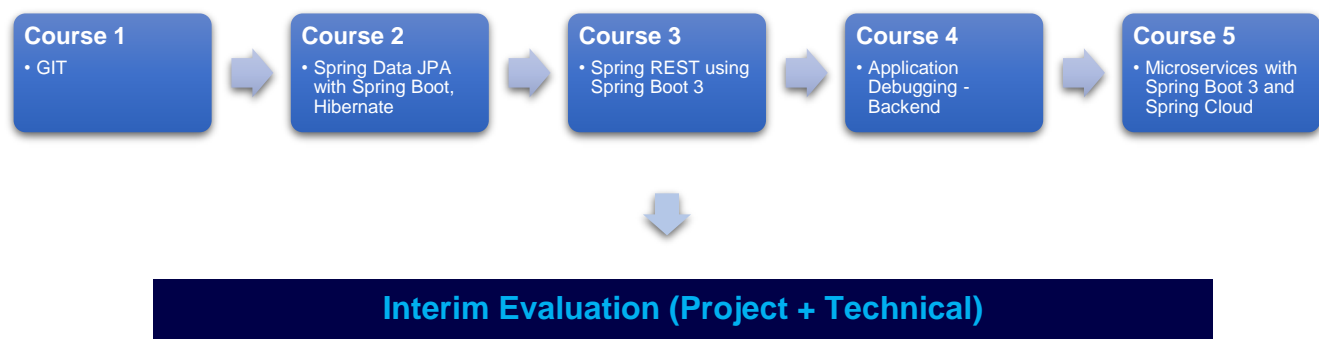 Course 1
• GIT
Course 2
• Spring Data JPA
with Spring Boot,
Hibernate
Course 3
• Spring REST using
Spring Boot 3
Course 4
• Application
Debugging -
Backend
Course 5
• Microservices with
Spring Boot 3 and
Spring Cloud
Interim Evaluation (Project + Technical)